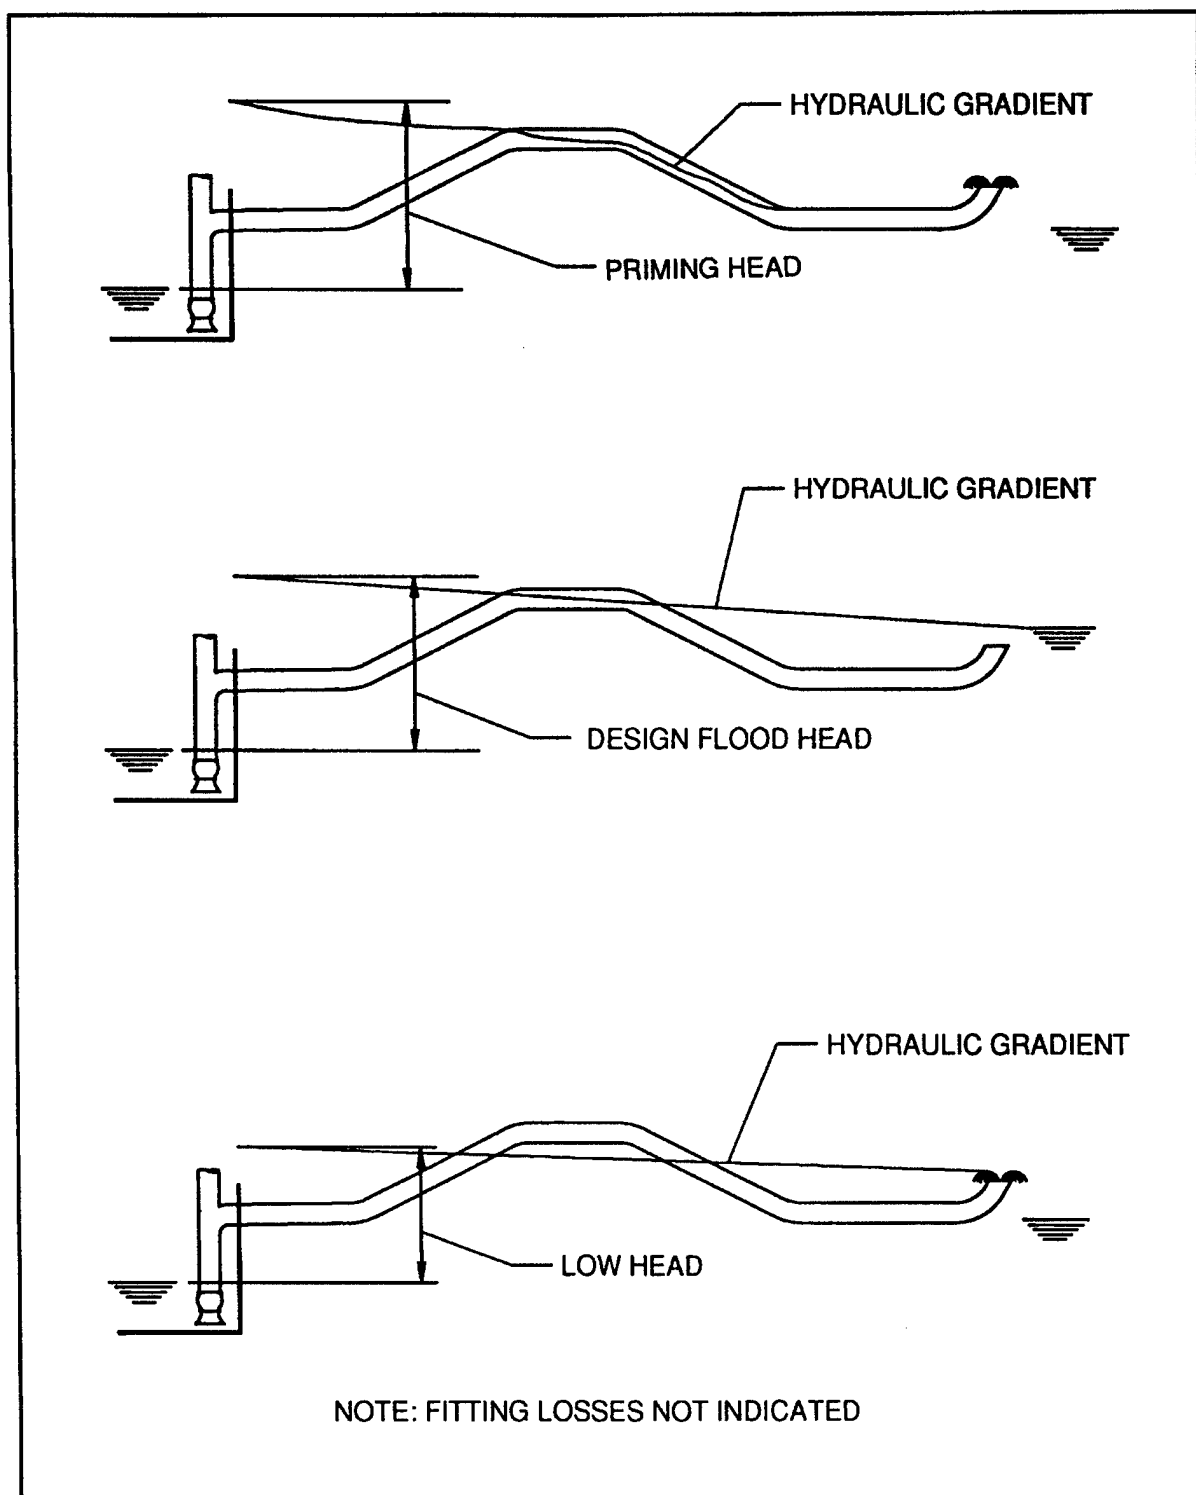 HYDRAULIC GRADIENT
PRIMING HEAD
HYDRAULIC GRADIENT
DESIGN FLOOD HEAD
HYDRAULIC GRADIENT
LOW HEAD
NOTE: FITTING LOSSES NOT INDICATED